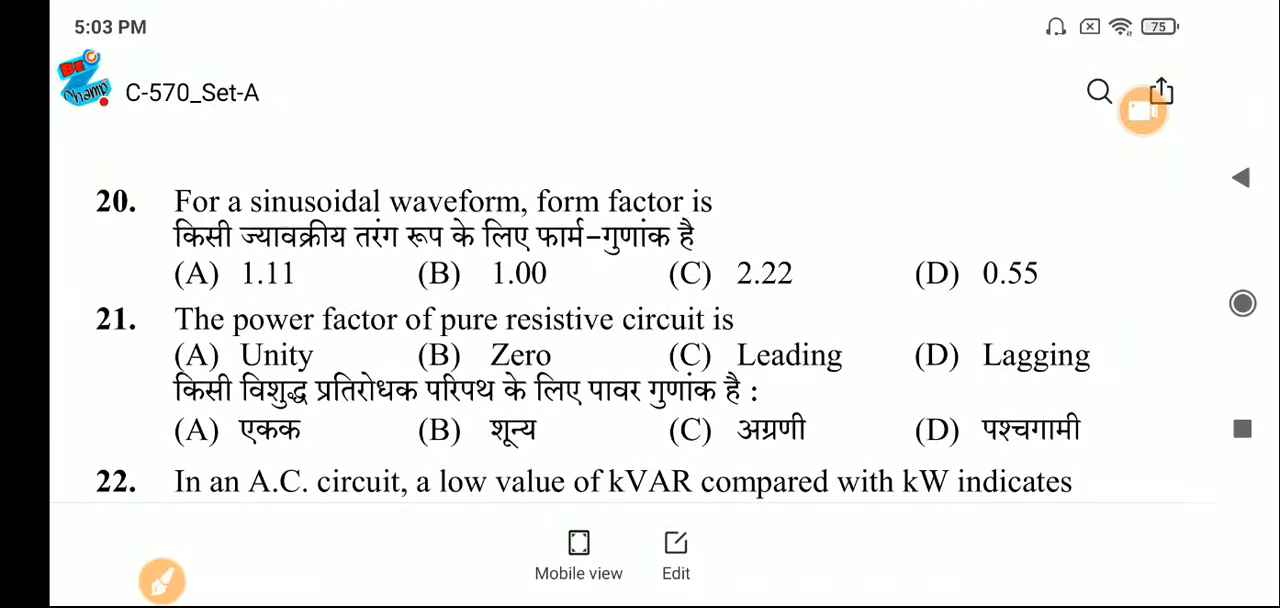 5:03 PM
75
BE
Champ
C-570_Set-A
20. For a sinusoidal waveform, form factor is
किसी ज्यावक्रीय तरंग रूप के लिए फार्म-गुणांक है
(A) 1.11 (B) 1.00 (C) 2.22 (D) 0.55
21. The power factor of pure resistive circuit is
(A) Unity (B) Zero (C) Leading (D) Lagging
किसी विशुद्ध प्रतिरोधक परिपथ के लिए पावर गुणांक है :
(A) एकक (B) शून्य (C) अग्रणी (D) पश्चगामी
22. In an A.C. circuit, a low value of kVAR compared with kW indicates
Mobile view Edit